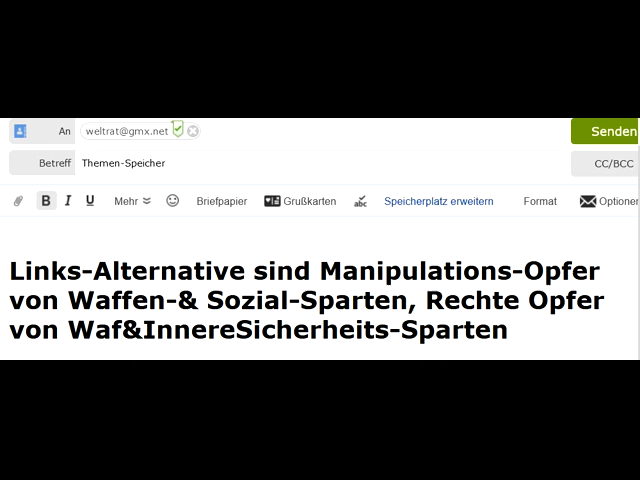 An weltrat@gmx.net Senden
Betreff Themen-Speicher CC/BCC
B I U Mehr Briefpapier Grußkarten abc Speicherplatz erweitern Format Optionen
Links-Alternative sind Manipulations-Opfer
von Waffen-& Sozial-Sparten, Rechte Opfer
von Waf&InnereSicherheits-Sparten